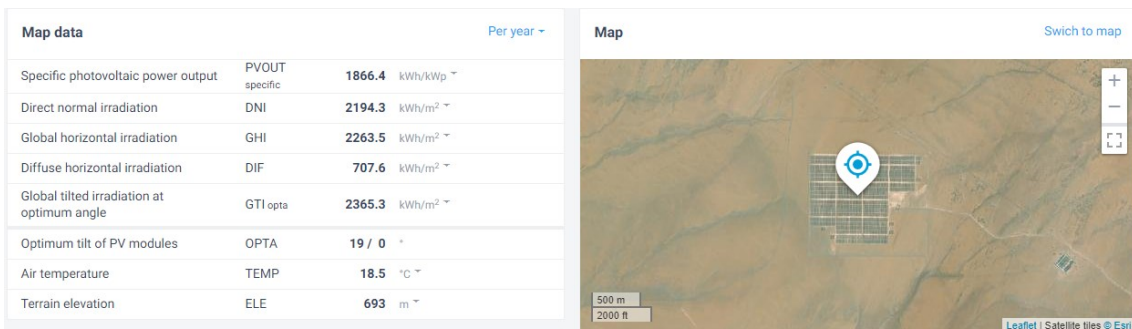 Map data
Per year
Specific photovoltaic power output PVOUT specific 1866.4 kWh/kWp
Direct normal irradiation DNI 2194.3 kWh/m²
Global horizontal irradiation GHI 2263.5 kWh/m²
Diffuse horizontal irradiation DIF 707.6 kWh/m²
Global tilted irradiation at
optimum angle GTI opta 2365.3 kWh/m²
Optimum tilt of PV modules OPTA 19 / 0 °
Air temperature TEMP 18.5 °C
Terrain elevation ELE 693 m
Map
Swich to map
+
−
500 m
2000 ft
Leaflet | Satellite tiles © Esri